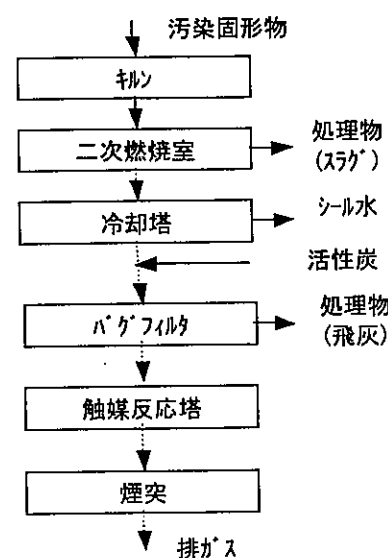 汚染固形物
ｷﾙﾝ
二次燃焼室
処理物
(ｽﾗｸﾞ)
冷却塔
ｼｰﾙ水
活性炭
ﾊﾞｸﾞﾌｨﾙﾀ
処理物
(飛灰)
触媒反応塔
煙突
排ｶﾞｽ